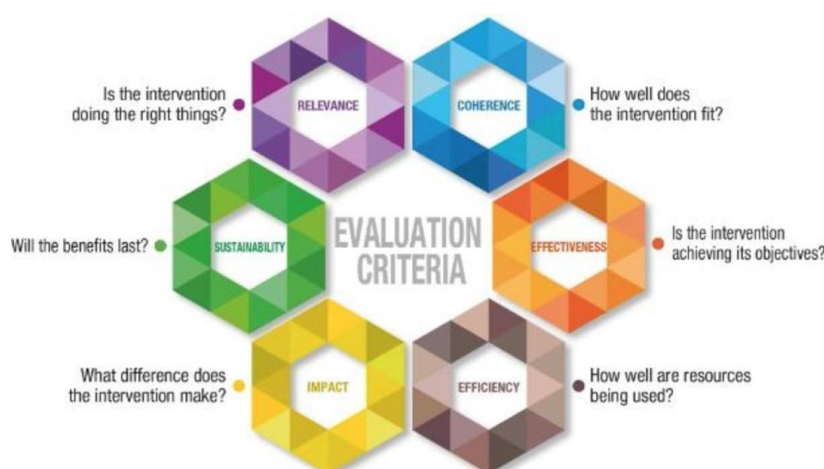 Is the intervention
doing the right things?
RELEVANCE
COHERENCE
How well does
the intervention fit?
Will the benefits last?
SUSTAINABILITY
EVALUATION
CRITERIA
EFFECTIVENESS
Is the intervention
achieving its objectives?
What difference does
the intervention make?
IMPACT
EFFICIENCY
How well are resources
being used?